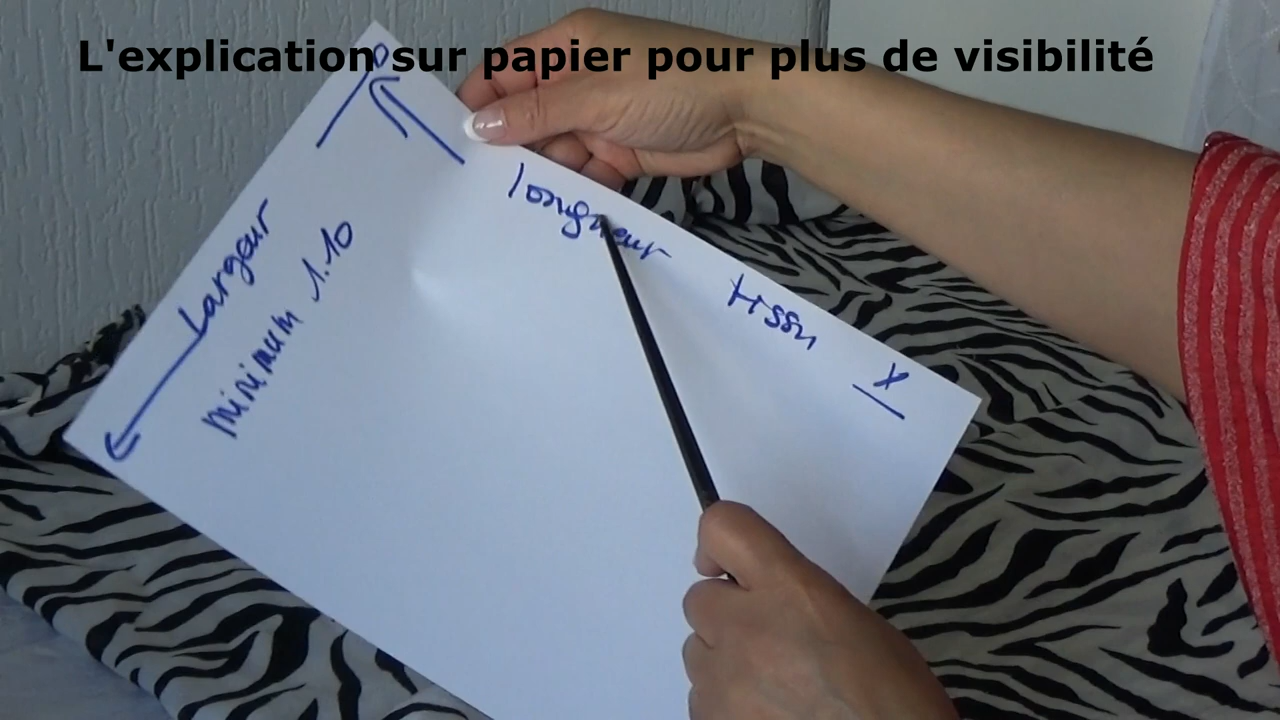 L'explication sur papier pour plus de visibilité
Largeur
minimum 1.10
longueur
tissu
x